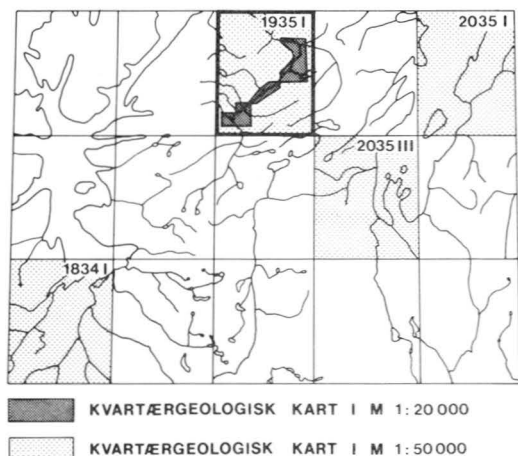 1935 I
2035 I
2035 III
1834 I
KVARTÆRGEOLOGISK KART I M 1:20 000
KVARTÆRGEOLOGISK KART I M 1:50 000